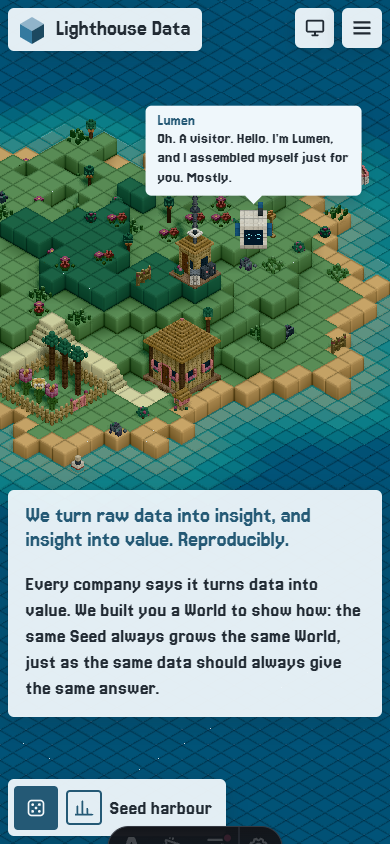 Lighthouse Data
Lumen
Oh. A visitor. Hello. I'm Lumen,
and I assembled myself just for
you. Mostly.
We turn raw data into insight, and
insight into value. Reproducibly.
Every company says it turns data into
value. We built you a World to show how: the
same Seed always grows the same World,
just as the same data should always give
the same answer.
Seed harbour